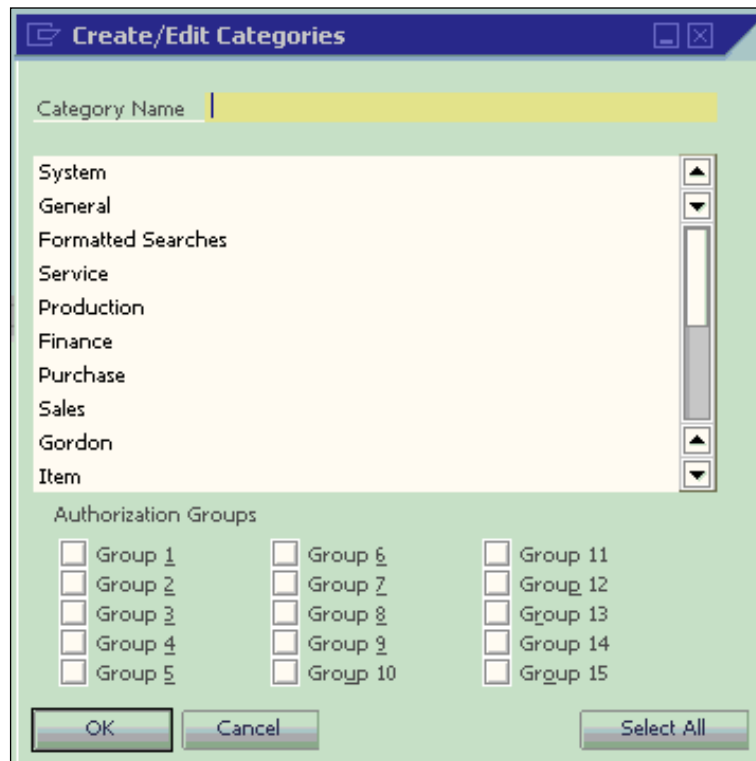 Create/Edit Categories
Category Name
System
General
Formatted Searches
Service
Production
Finance
Purchase
Sales
Gordon
Item
Authorization Groups
Group 1 Group 6 Group 11
Group 2 Group 7 Group 12
Group 3 Group 8 Group 13
Group 4 Group 9 Group 14
Group 5 Group 10 Group 15
OK Cancel Select All